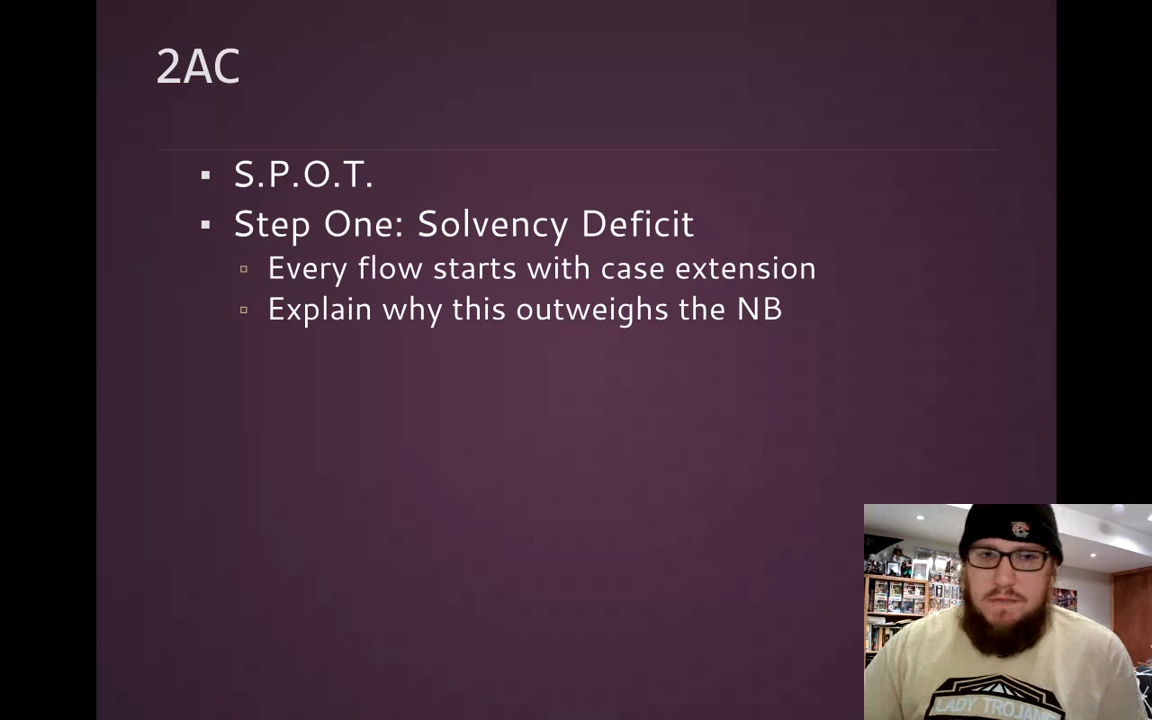 2AC
S.P.O.T.
Step One: Solvency Deficit
Every flow starts with case extension
Explain why this outweighs the NB
LADY TROJANS